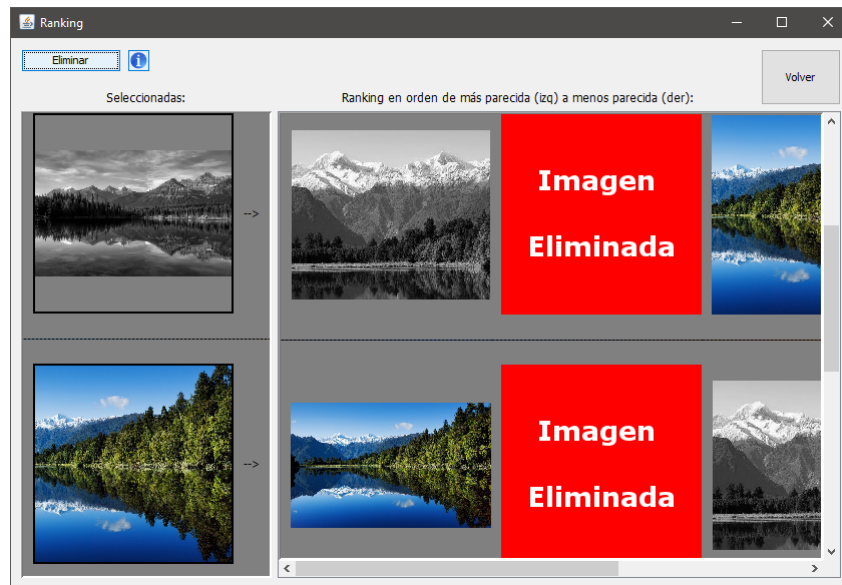 Ranking
Eliminar
Volver
Seleccionadas:
Ranking en orden de más parecida (izq) a menos parecida (der):
-->
Imagen
Eliminada
-->
Imagen
Eliminada